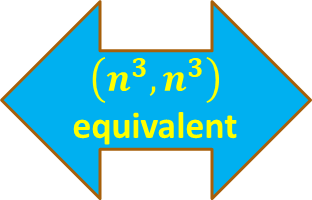 (n³, n³)
equivalent